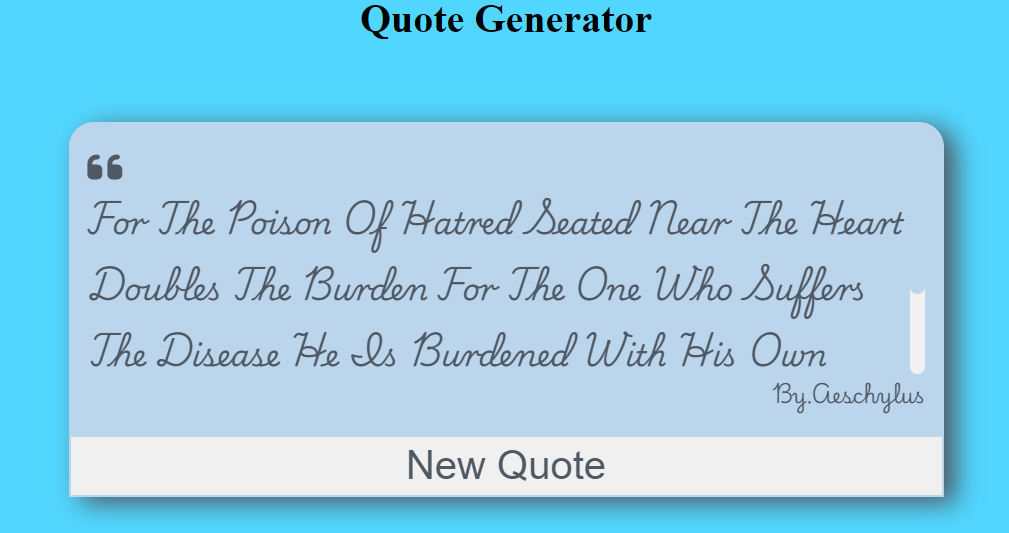 Quote Generator
“
For The Poison Of Hatred Seated Near The Heart
Doubles The Burden For The One Who Suffers
The Disease He Is Burdened With His Own
By.Aeschylus
New Quote